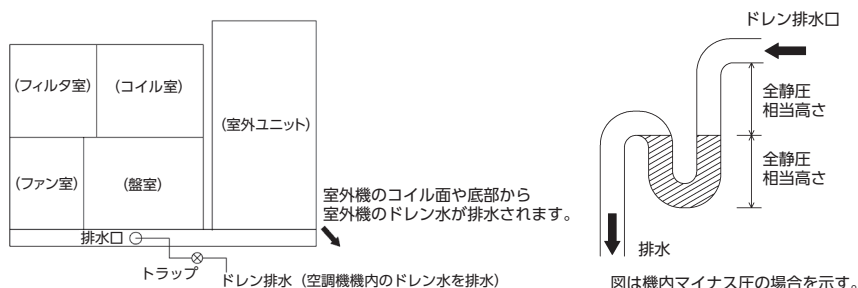 (フィルタ室)
(コイル室)
(室外ユニット)
(ファン室)
(盤室)
排水口
トラップ
ドレン排水（空調機機内のドレン水を排水）
室外機のコイル面や底部から
室外機のドレン水が排水されます。
ドレン排水口
全静圧
相当高さ
全静圧
相当高さ
排水
図は機内マイナス圧の場合を示す。